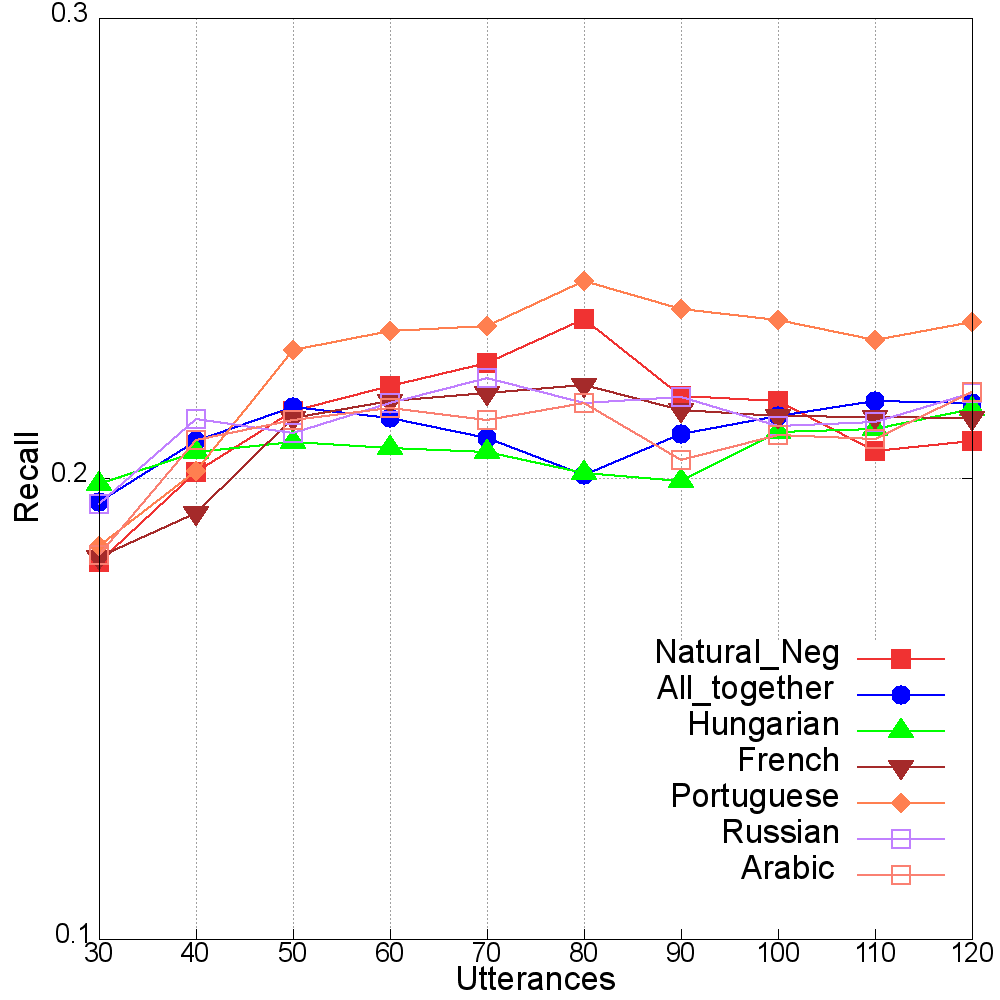 0.3
0.2
0.1
Recall
Natural_Neg
All_together
Hungarian
French
Portuguese
Russian
Arabic
30 40 50 60 70 80 90 100 110 120
Utterances